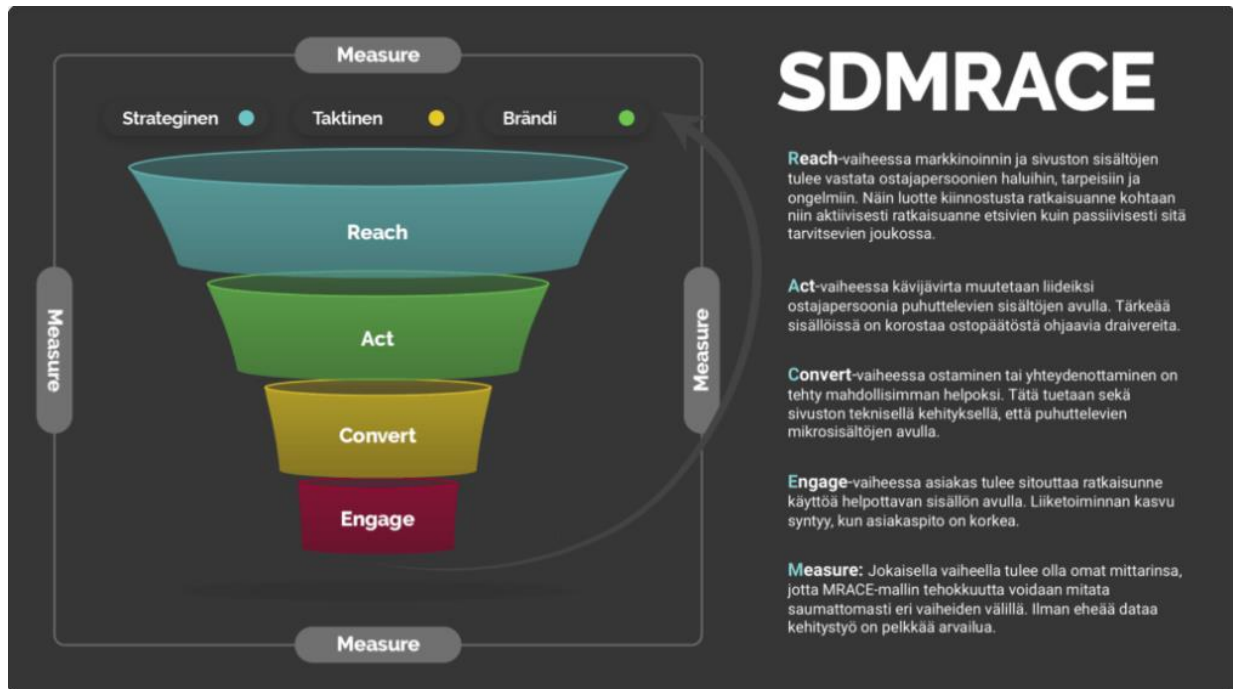 Measure
Strateginen
Taktinen
Brändi
Reach
Act
Convert
Engage
Measure
Measure
Measure
SDMRACE
Reach-vaiheessa markkinoinnin ja sivuston sisältöjen
tulee vastata ostajapersoonien haluihin, tarpeisiin ja
ongelmiin. Näin luotte kiinnostusta ratkaisuanne kohtaan
niin aktiivisesti ratkaisuanne etsivien kuin passiivisesti sitä
tarvitsevien joukossa.
Act-vaiheessa kävijävirta muutetaan liideiksi
ostajapersoonia puhuttelevien sisältöjen avulla. Tärkeää
sisällöissä on korostaa ostopäätöstä ohjaavia draivereita.
Convert-vaiheessa ostaminen tai yhteydenottaminen on
tehty mahdollisimman helpoksi. Tätä tuetaan sekä
sivuston teknisellä kehityksellä, että puhuttelevien
mikrosisältöjen avulla.
Engage-vaiheessa asiakas tulee sitouttaa ratkaisunne
käyttöä helpottavan sisällön avulla. Liiketoiminnan kasvu
syntyy, kun asiakaspito on korkea.
Measure: Jokaisella vaiheella tulee olla omat mittarinsa,
jotta MRACE-mallin tehokkuutta voidaan mitata
saumattomasti eri vaiheiden välillä. Ilman eheää dataa
kehitystyö on pelkkää arvailua.